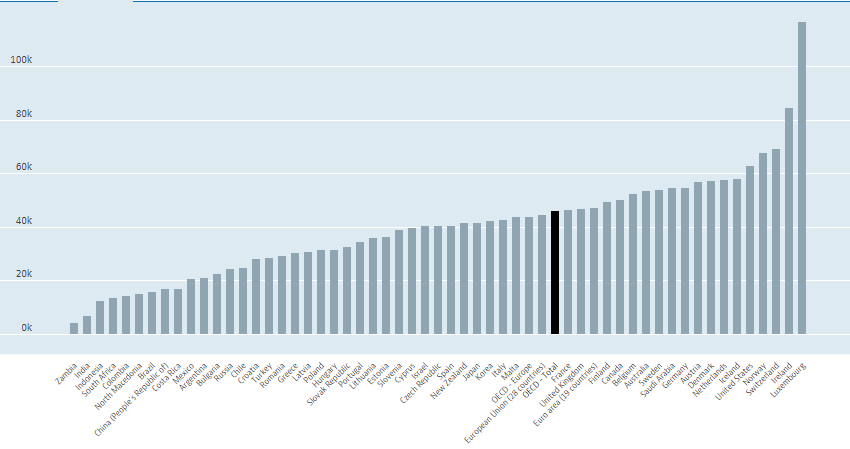 100k
80k
60k
40k
20k
0k
Zambia
India
Indonesia
South Africa
Colombia
North Macedonia
Brazil
China (People's Republic of)
Costa Rica
Mexico
Argentina
Bulgaria
Russia
Chile
Croatia
Turkey
Romania
Greece
Latvia
Poland
Hungary
Slovak Republic
Portugal
Lithuania
Estonia
Slovenia
Cyprus
Israel
Czech Republic
Spain
New Zealand
Japan
Korea
Italy
Malta
OECD - Europe
European Union (28 countries)
OECD - Total
France
United Kingdom
Euro area (19 countries)
Finland
Canada
Belgium
Australia
Sweden
Saudi Arabia
Germany
Austria
Denmark
Netherlands
Iceland
United States
Norway
Switzerland
Ireland
Luxembourg